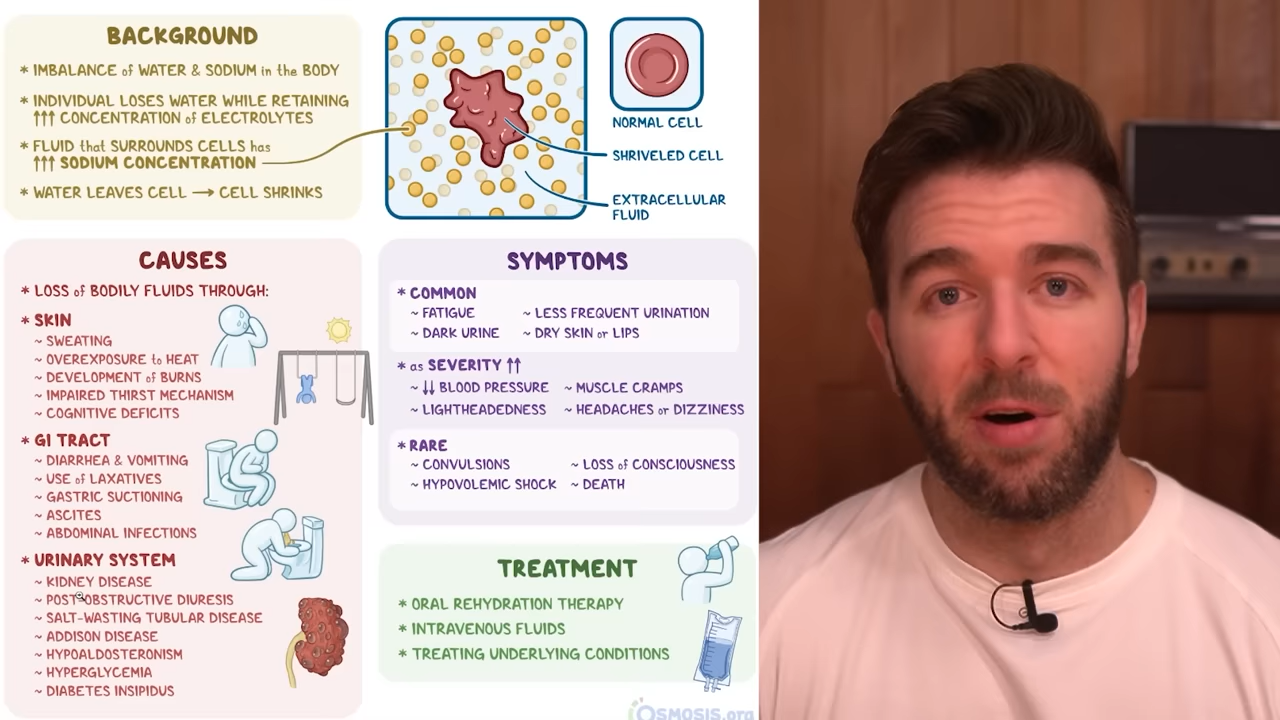 BACKGROUND
* IMBALANCE of WATER & SODIUM in the BODY
* INDIVIDUAL LOSES WATER WHILE RETAINING
↑↑↑ CONCENTRATION of ELECTROLYTES
* FLUID that SURROUNDS CELLS has
↑↑↑ SODIUM CONCENTRATION
* WATER LEAVES CELL → CELL SHRINKS
NORMAL CELL
SHRIVELED CELL
EXTRACELLULAR
FLUID
CAUSES
* LOSS of BODILY FLUIDS THROUGH:
* SKIN
~ SWEATING
~ OVEREXPOSURE to HEAT
~ DEVELOPMENT of BURNS
~ IMPAIRED THIRST MECHANISM
~ COGNITIVE DEFICITS
* GI TRACT
~ DIARRHEA & VOMITING
~ USE of LAXATIVES
~ GASTRIC SUCTIONING
~ ASCITES
~ ABDOMINAL INFECTIONS
* URINARY SYSTEM
~ KIDNEY DISEASE
~ POST-OBSTRUCTIVE DIURESIS
~ SALT-WASTING TUBULAR DISEASE
~ ADDISON DISEASE
~ HYPOALDOSTERONISM
~ HYPERGLYCEMIA
~ DIABETES INSIPIDUS
SYMPTOMS
* COMMON
~ FATIGUE ~ LESS FREQUENT URINATION
~ DARK URINE ~ DRY SKIN or LIPS
* as SEVERITY ↑↑
~ ↓↓ BLOOD PRESSURE ~ MUSCLE CRAMPS
~ LIGHTHEADEDNESS ~ HEADACHES or DIZZINESS
* RARE
~ CONVULSIONS ~ LOSS of CONSCIOUSNESS
~ HYPOVOLEMIC SHOCK ~ DEATH
TREATMENT
* ORAL REHYDRATION THERAPY
* INTRAVENOUS FLUIDS
* TREATING UNDERLYING CONDITIONS
OSMOSIS.org